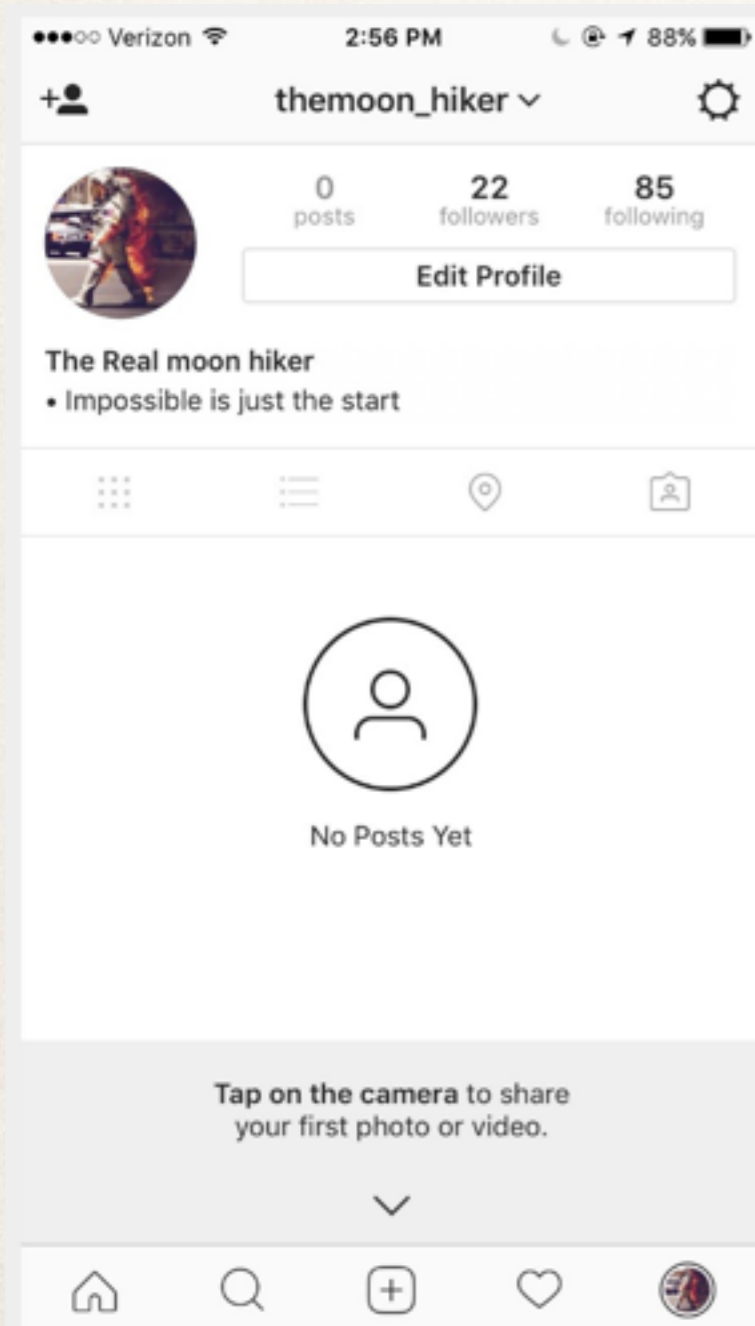 Verizon 2:56 PM 88%
themoon_hiker
0 22 85
posts followers following
Edit Profile
The Real moon hiker
• Impossible is just the start
No Posts Yet
Tap on the camera to share
your first photo or video.